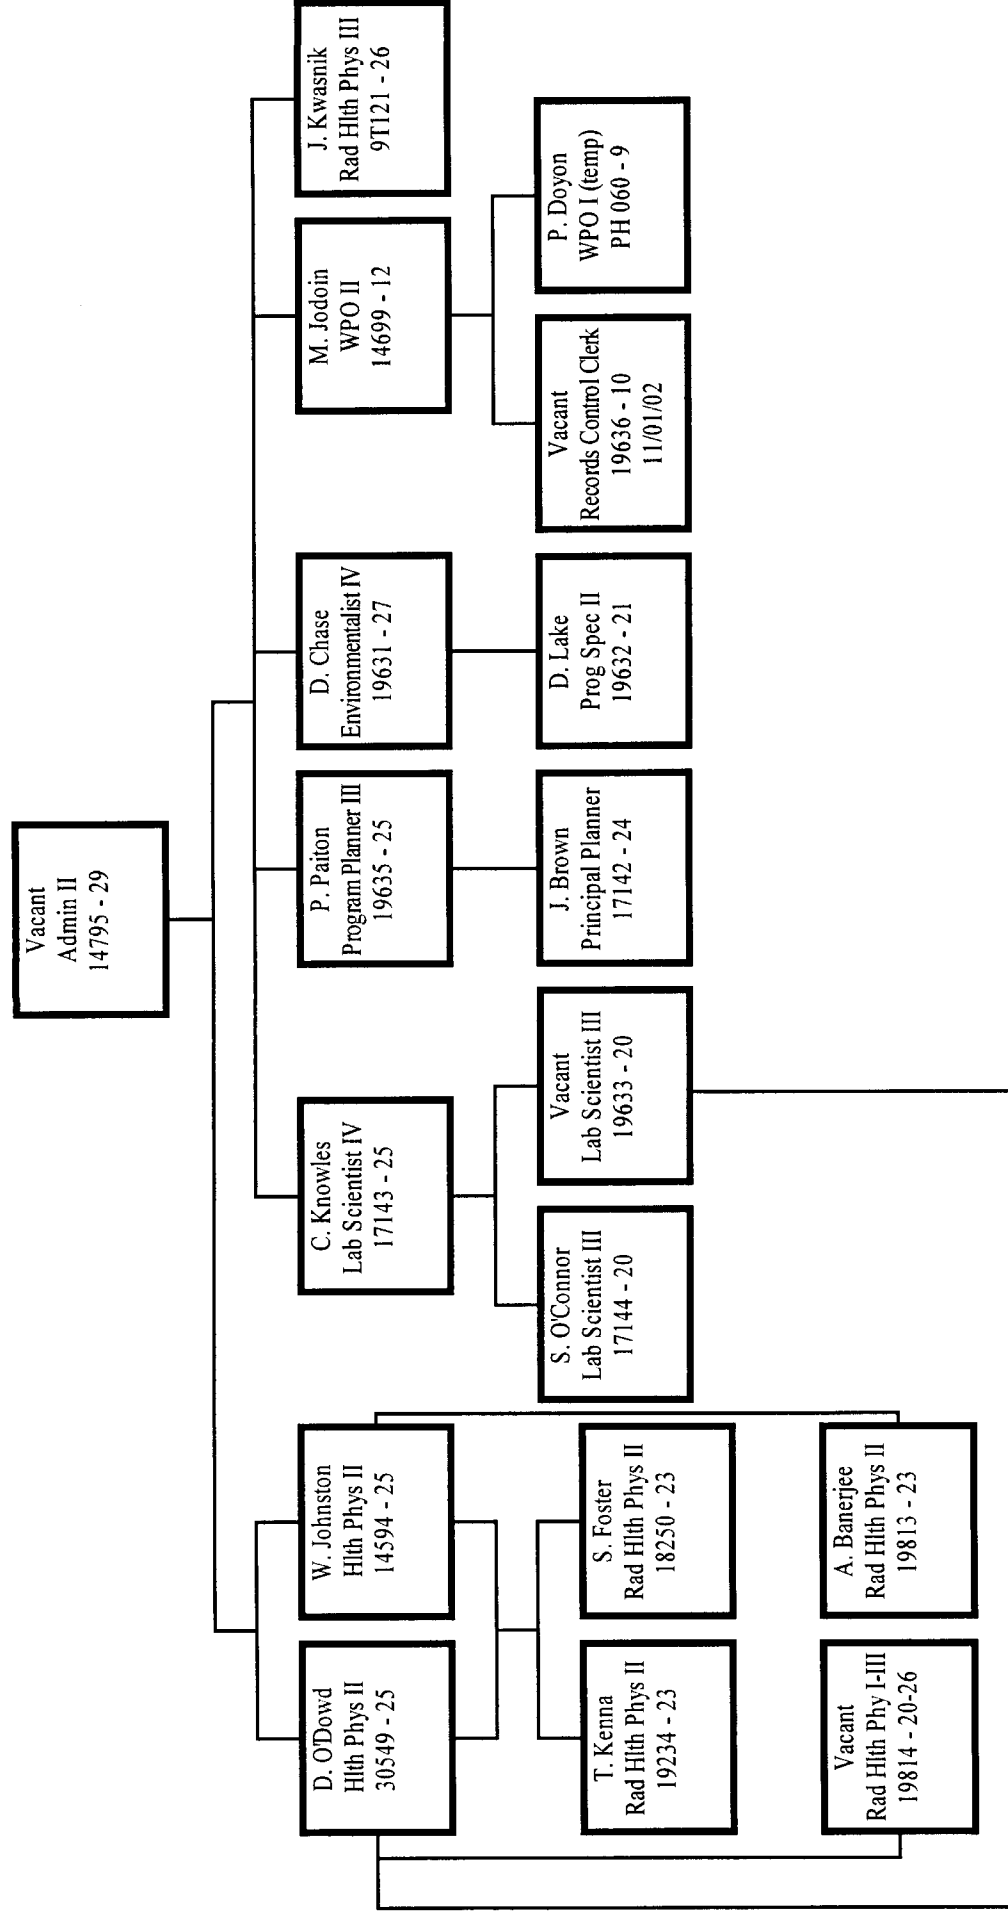 Vacant
Admin II
14795 - 29
D. O'Dowd
Hlth Phys II
30549 - 25
W. Johnston
Hlth Phys II
14594 - 25
C. Knowles
Lab Scientist IV
17143 - 25
P. Paiton
Program Planner III
19635 - 25
D. Chase
Environmentalist IV
19631 - 27
M. Jodoin
WPO II
14699 - 12
J. Kwasnik
Rad Hlth Phys III
9T121 - 26
S. O'Connor
Lab Scientist III
17144 - 20
Vacant
Lab Scientist III
19633 - 20
J. Brown
Principal Planner
17142 - 24
D. Lake
Prog Spec II
19632 - 21
Vacant
Records Control Clerk
19636 - 10
11/01/02
P. Doyon
WPO I (temp)
PH 060 - 9
T. Kenna
Rad Hlth Phys II
19234 - 23
S. Foster
Rad Hlth Phys II
18250 - 23
Vacant
Rad Hlth Phy I-III
19814 - 20-26
A. Banerjee
Rad Hlth Phys II
19813 - 23